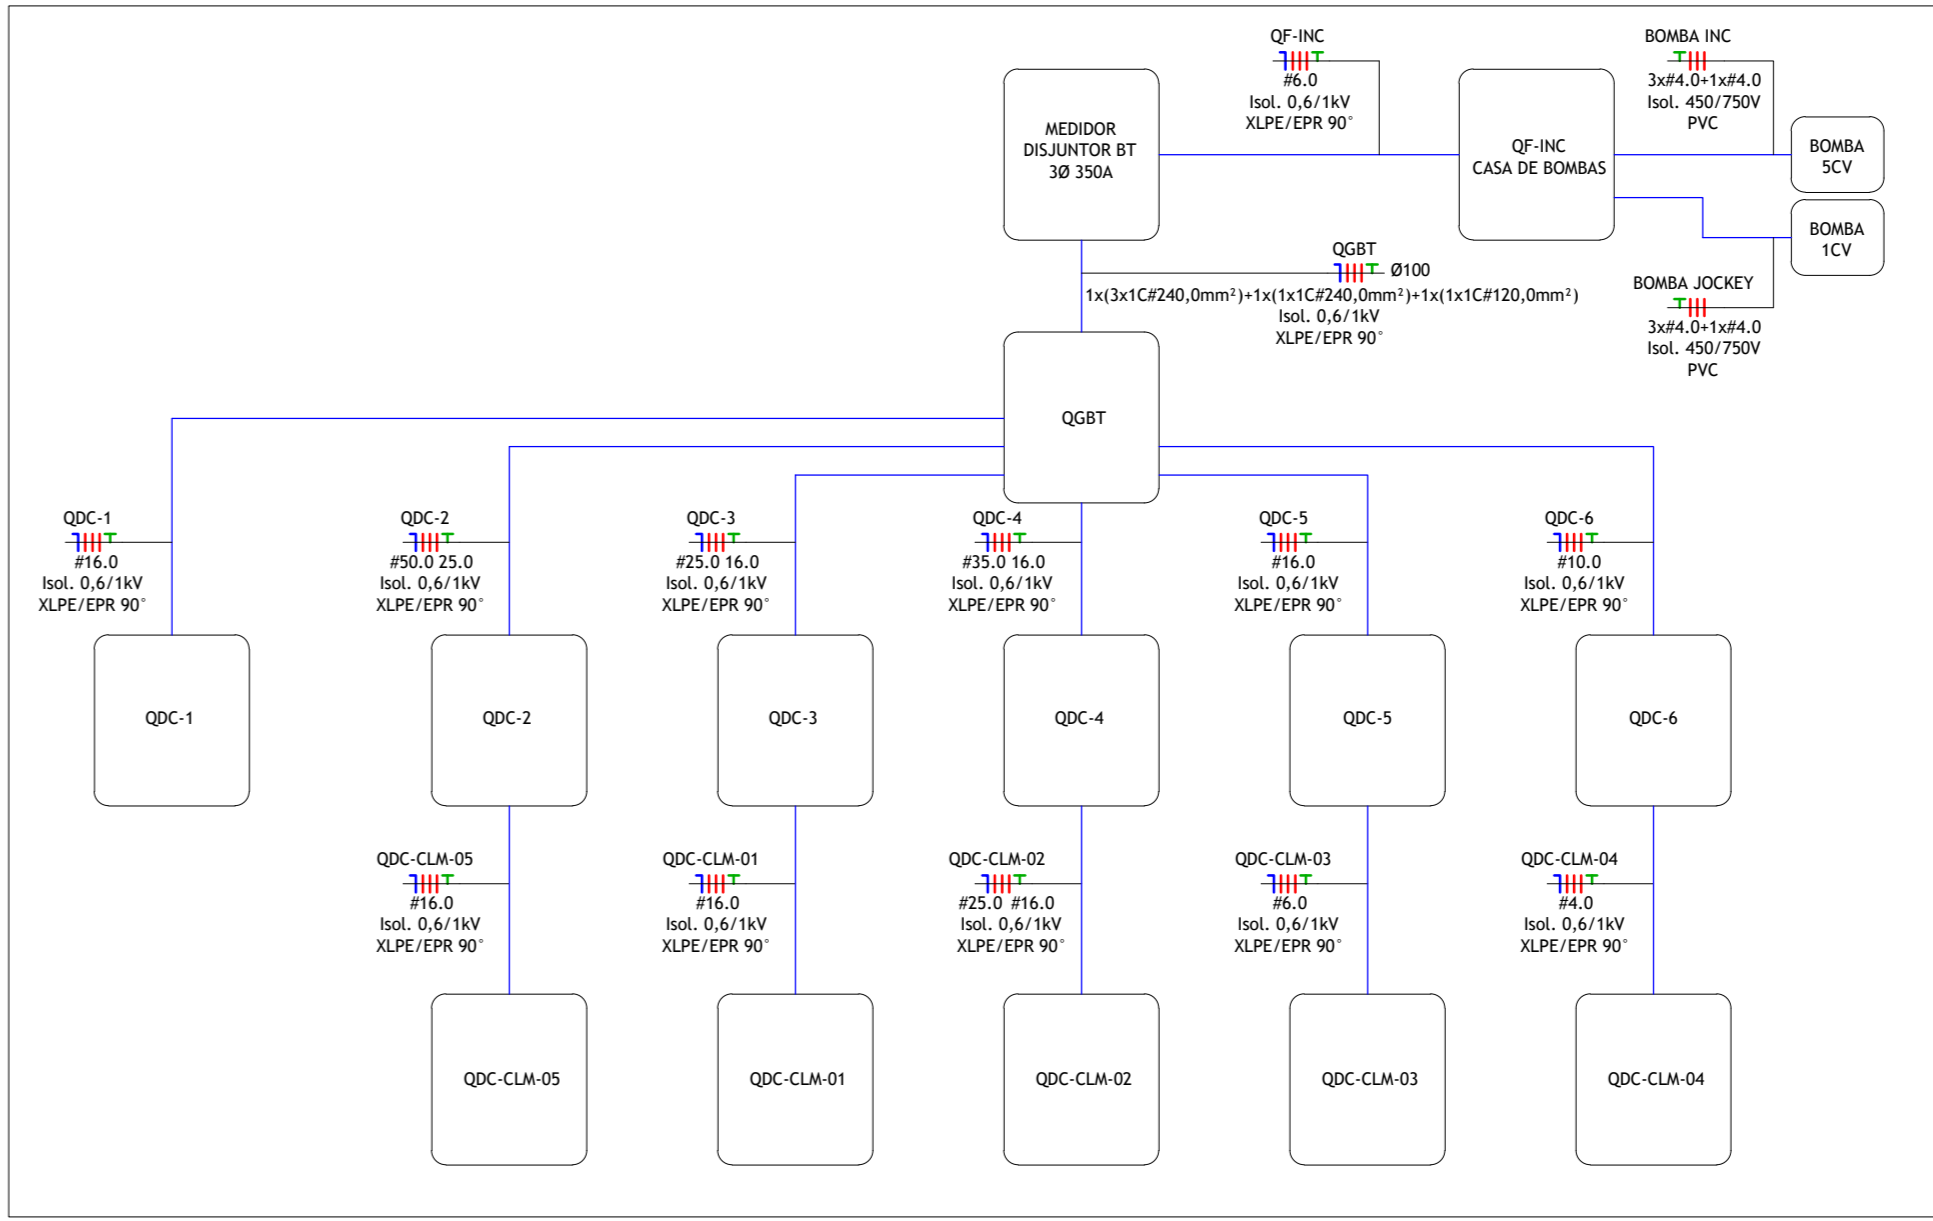 QF-INC
#6.0
Isol. 0,6/1kV
XLPE/EPR 90°
BOMBA INC
3x#4.0+1x#4.0
Isol. 450/750V
PVC
MEDIDOR
DISJUNTOR BT
3Ø 350A
QF-INC
CASA DE BOMBAS
BOMBA
5CV
BOMBA
1CV
QGBT
Ø100
1x(3x1C#240,0mm²)+1x(1x1C#240,0mm²)+1x(1x1C#120,0mm²)
Isol. 0,6/1kV
XLPE/EPR 90°
BOMBA JOCKEY
3x#4.0+1x#4.0
Isol. 450/750V
PVC
QGBT
QDC-1
#16.0
Isol. 0,6/1kV
XLPE/EPR 90°
QDC-2
#50.0 25.0
Isol. 0,6/1kV
XLPE/EPR 90°
QDC-3
#25.0 16.0
Isol. 0,6/1kV
XLPE/EPR 90°
QDC-4
#35.0 16.0
Isol. 0,6/1kV
XLPE/EPR 90°
QDC-5
#16.0
Isol. 0,6/1kV
XLPE/EPR 90°
QDC-6
#10.0
Isol. 0,6/1kV
XLPE/EPR 90°
QDC-1
QDC-2
QDC-3
QDC-4
QDC-5
QDC-6
QDC-CLM-05
#16.0
Isol. 0,6/1kV
XLPE/EPR 90°
QDC-CLM-01
#16.0
Isol. 0,6/1kV
XLPE/EPR 90°
QDC-CLM-02
#25.0 #16.0
Isol. 0,6/1kV
XLPE/EPR 90°
QDC-CLM-03
#6.0
Isol. 0,6/1kV
XLPE/EPR 90°
QDC-CLM-04
#4.0
Isol. 0,6/1kV
XLPE/EPR 90°
QDC-CLM-05
QDC-CLM-01
QDC-CLM-02
QDC-CLM-03
QDC-CLM-04